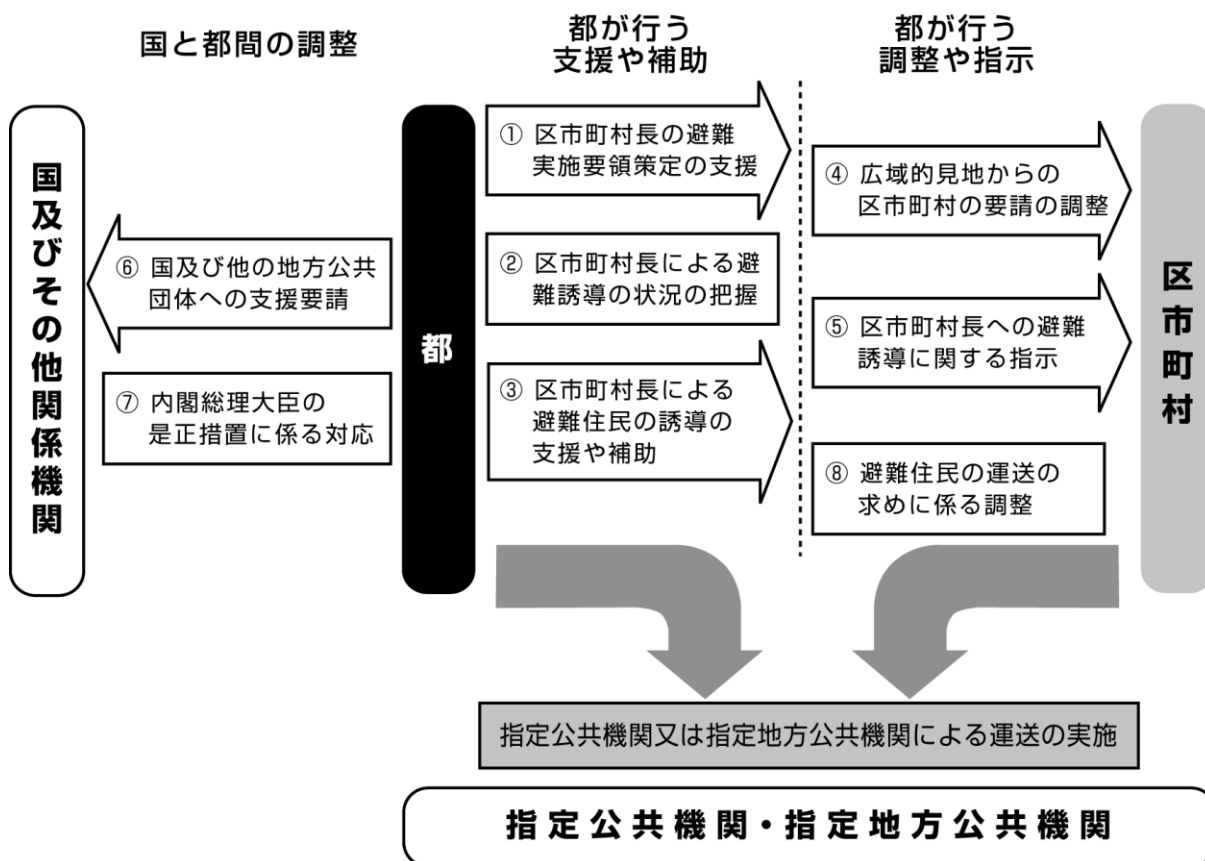 国と都間の調整
都が行う
支援や補助
都が行う
調整や指示
国及びその他関係機関
都
区市町村
① 区市町村長の避難
実施要領策定の支援
② 区市町村長による避
難誘導の状況の把握
③ 区市町村長による
避難住民の誘導の
支援や補助
④ 広域的見地からの
区市町村の要請の調整
⑤ 区市町村長への避難
誘導に関する指示
⑥ 国及び他の地方公共
団体への支援要請
⑦ 内閣総理大臣の
是正措置に係る対応
⑧ 避難住民の運送の
求めに係る調整
指定公共機関又は指定地方公共機関による運送の実施
指定公共機関・指定地方公共機関